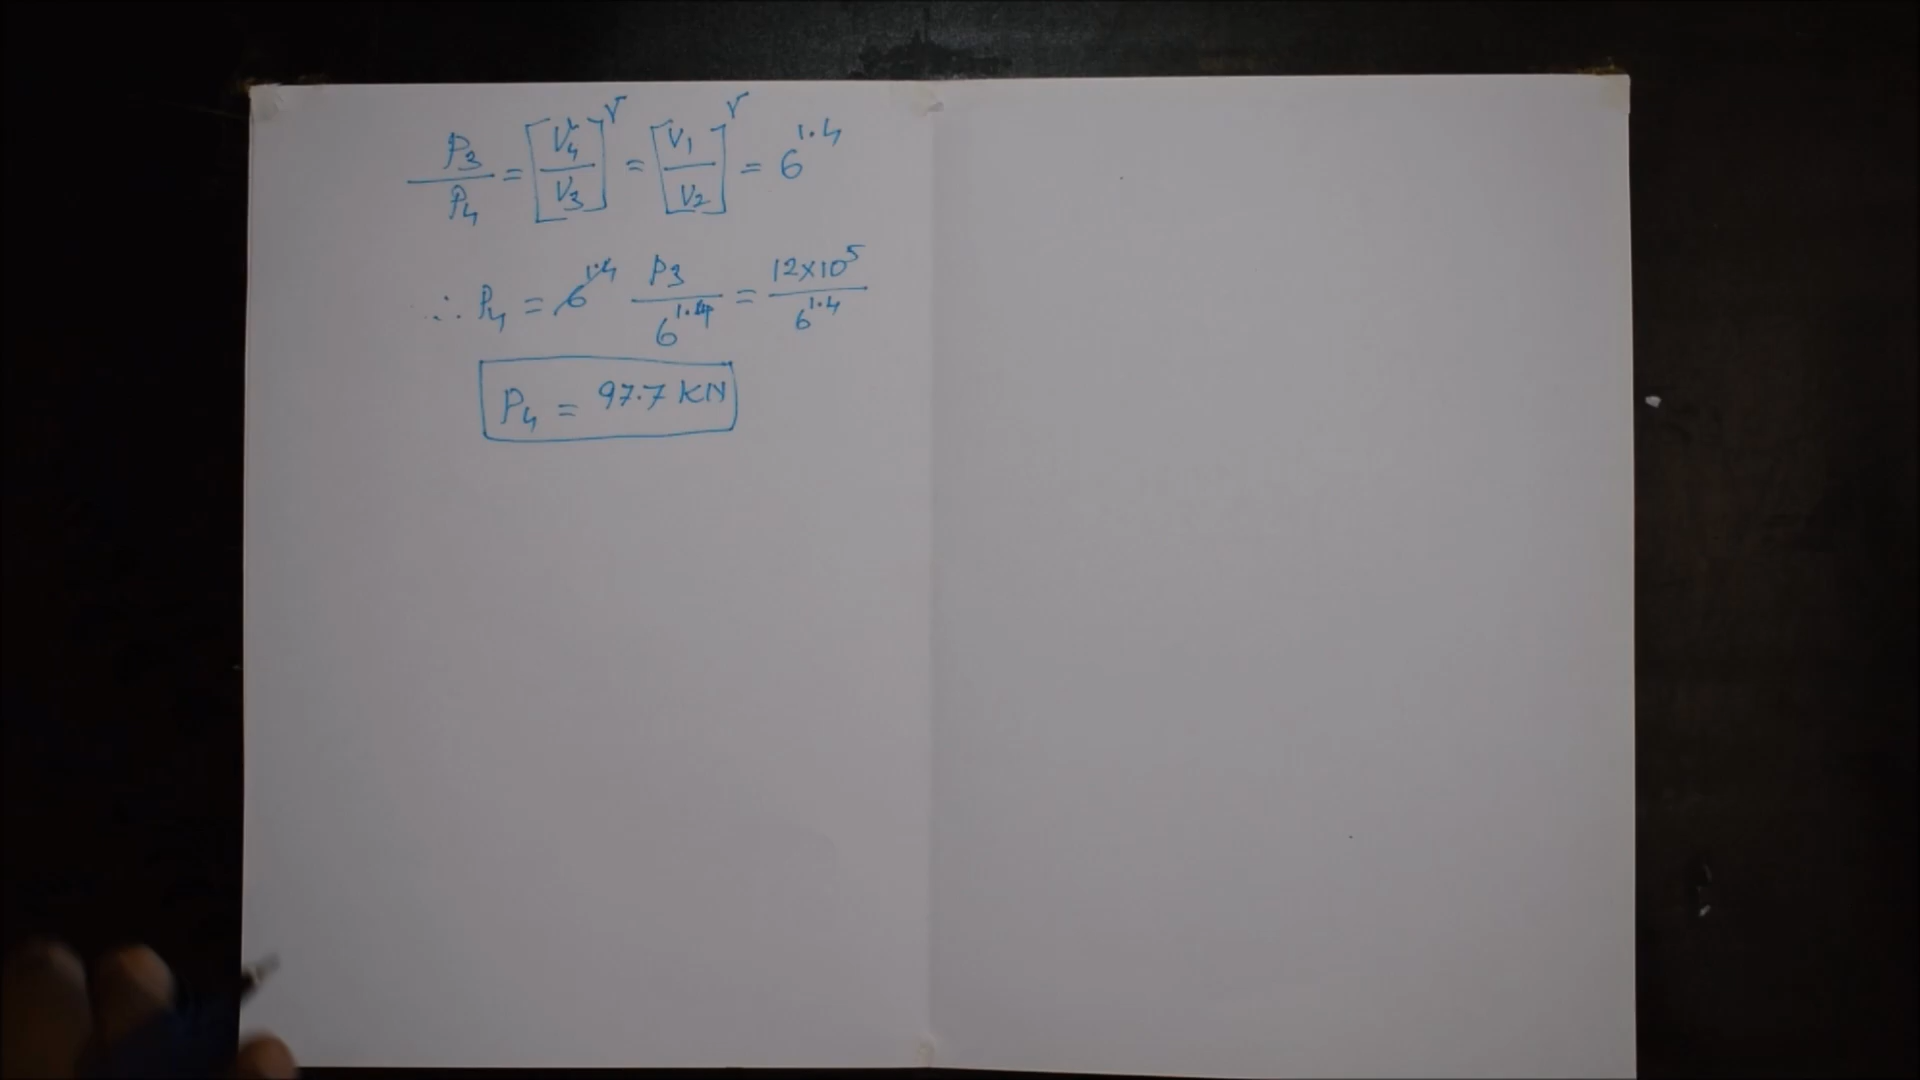 P3/P4 = [V4/V3]^γ = [V1/V2]^γ = 6^1.4
∴ P4 = 6^1.4 P3/6^1.4 = 12×10^5/6^1.4
P4 = 97.7 KN